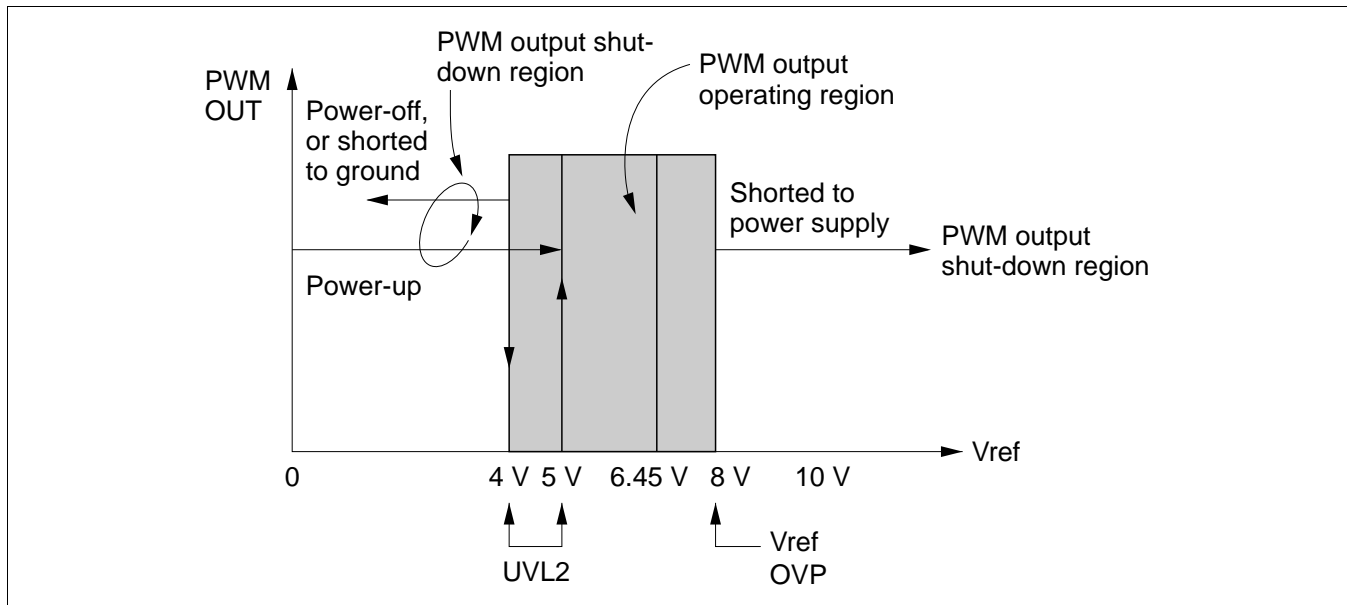 PWM output shut-
down region
PWM output
operating region
PWM
OUT
Power-off,
or shorted
to ground
Shorted to
power supply
PWM output
shut-down region
Power-up
Vref
0
4 V
5 V
6.45 V
8 V
10 V
UVL2
Vref
OVP